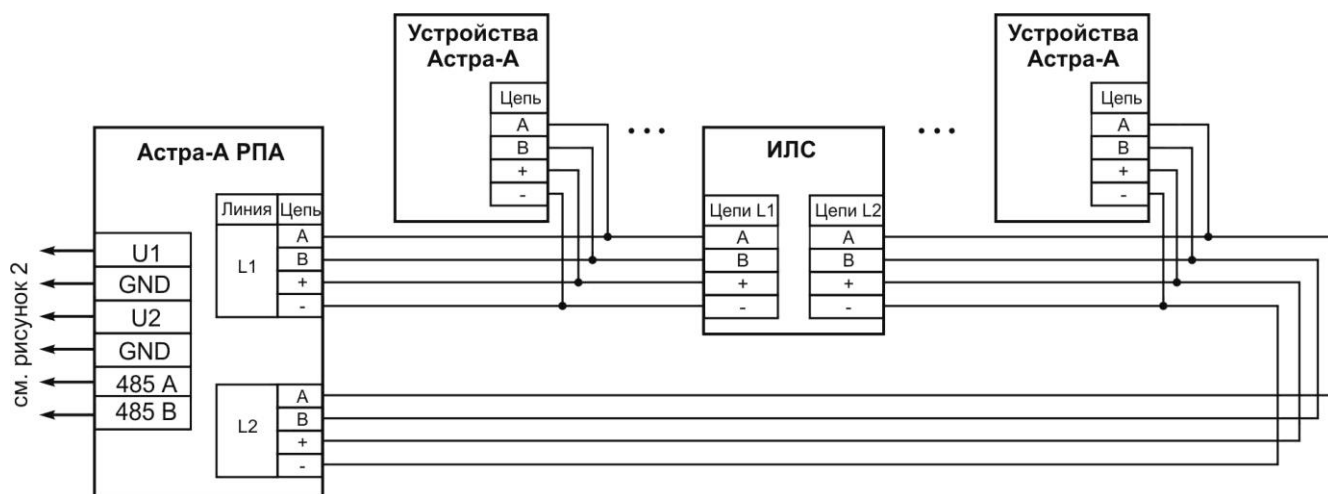 Устройства
Астра-А
Цепь
А
В
+
-
Устройства
Астра-А
Цепь
А
В
+
-
Астра-А РПА
Линия Цепь
L1
А
В
+
-
L2
А
В
+
-
U1
GND
U2
GND
485 A
485 B
см. рисунок 2
• • •
ИЛС
Цепи L1
А
В
+
-
Цепи L2
А
В
+
-
• • •